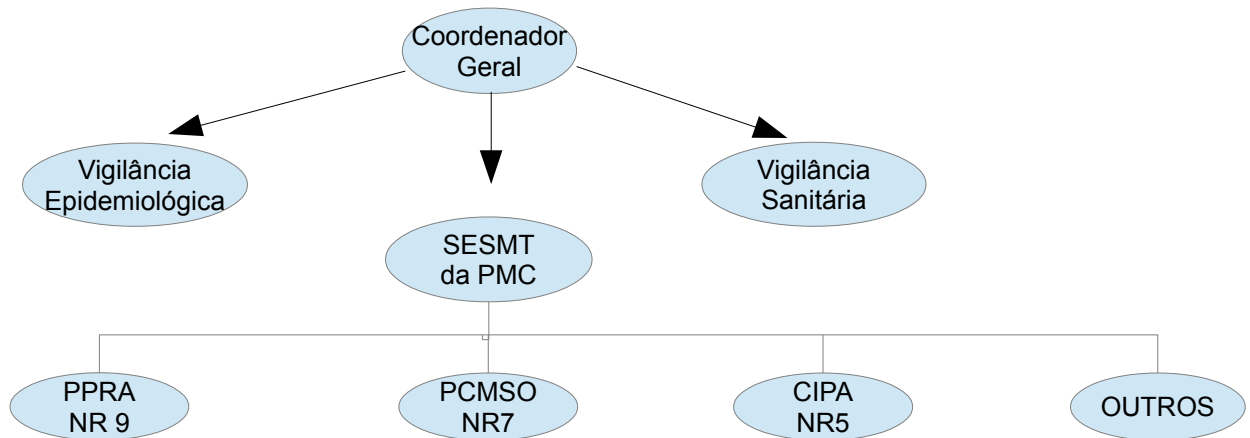 Coordenador
Geral
Vigilância
Epidemiológica
Vigilância
Sanitária
SESMT
da PMC
PPRA
NR 9
PCMSO
NR7
CIPA
NR5
OUTROS